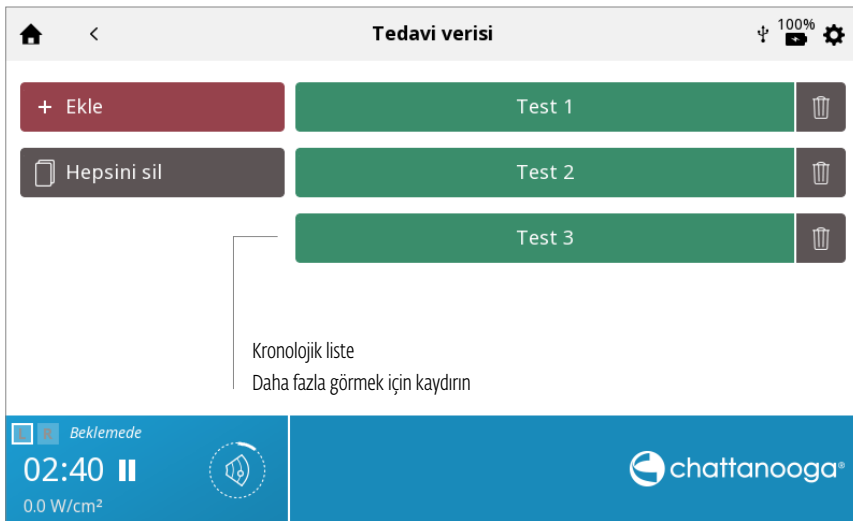 Tedavi verisi
100%
+ Ekle
Test 1
Hepsini sil
Test 2
Test 3
Kronolojik liste
Daha fazla görmek için kaydırın
L R Beklemede
02:40
0.0 W/cm²
chattanooga®